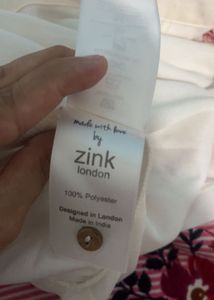 made with love
by
zink
london
100% Polyester
Designed in London
Made in India